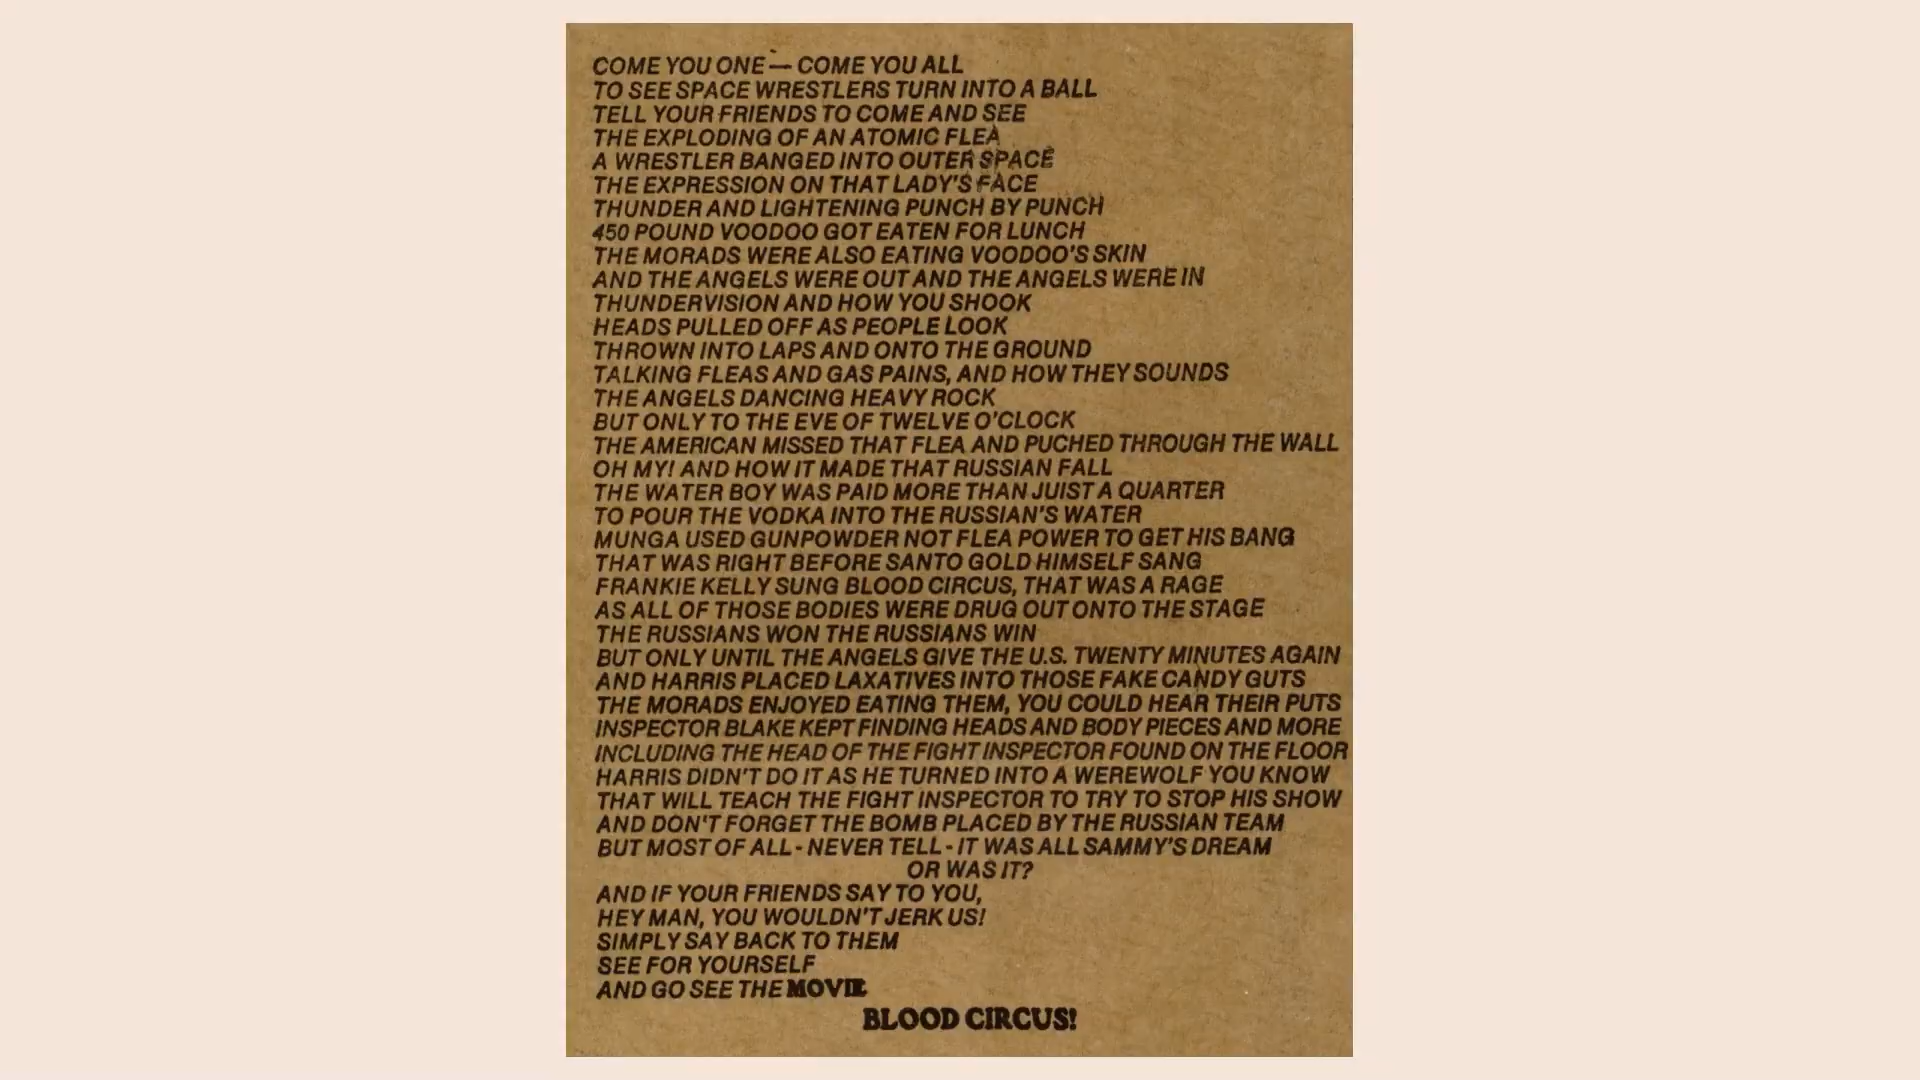 COME YOU ONE — COME YOU ALL
TO SEE SPACE WRESTLERS TURN INTO A BALL
TELL YOUR FRIENDS TO COME AND SEE
THE EXPLODING OF AN ATOMIC FLEA
A WRESTLER BANGED INTO OUTER SPACE
THE EXPRESSION ON THAT LADY'S FACE
THUNDER AND LIGHTENING PUNCH BY PUNCH
450 POUND VOODOO GOT EATEN FOR LUNCH
THE MORADS WERE ALSO EATING VOODOO'S SKIN
AND THE ANGELS WERE OUT AND THE ANGELS WERE IN
THUNDERVISION AND HOW YOU SHOOK
HEADS PULLED OFF AS PEOPLE LOOK
THROWN INTO LAPS AND ONTO THE GROUND
TALKING FLEAS AND GAS PAINS, AND HOW THEY SOUNDS
THE ANGELS DANCING HEAVY ROCK
BUT ONLY TO THE EVE OF TWELVE O'CLOCK
THE AMERICAN MISSED THAT FLEA AND PUCHED THROUGH THE WALL
OH MY! AND HOW IT MADE THAT RUSSIAN FALL
THE WATER BOY WAS PAID MORE THAN JUIST A QUARTER
TO POUR THE VODKA INTO THE RUSSIAN'S WATER
MUNGA USED GUNPOWDER NOT FLEA POWER TO GET HIS BANG
THAT WAS RIGHT BEFORE SANTO GOLD HIMSELF SANG
FRANKIE KELLY SUNG BLOOD CIRCUS, THAT WAS A RAGE
AS ALL OF THOSE BODIES WERE DRUG OUT ONTO THE STAGE
THE RUSSIANS WON THE RUSSIANS WIN
BUT ONLY UNTIL THE ANGELS GIVE THE U.S. TWENTY MINUTES AGAIN
AND HARRIS PLACED LAXATIVES INTO THOSE FAKE CANDY GUTS
THE MORADS ENJOYED EATING THEM, YOU COULD HEAR THEIR PUTS
INSPECTOR BLAKE KEPT FINDING HEADS AND BODY PIECES AND MORE
INCLUDING THE HEAD OF THE FIGHT INSPECTOR FOUND ON THE FLOOR
HARRIS DIDN'T DO IT AS HE TURNED INTO A WEREWOLF YOU KNOW
THAT WILL TEACH THE FIGHT INSPECTOR TO TRY TO STOP HIS SHOW
AND DON'T FORGET THE BOMB PLACED BY THE RUSSIAN TEAM
BUT MOST OF ALL - NEVER TELL - IT WAS ALL SAMMY'S DREAM
OR WAS IT?
AND IF YOUR FRIENDS SAY TO YOU,
HEY MAN, YOU WOULDN'T JERK US!
SIMPLY SAY BACK TO THEM
SEE FOR YOURSELF
AND GO SEE THE MOVIE
BLOOD CIRCUS!